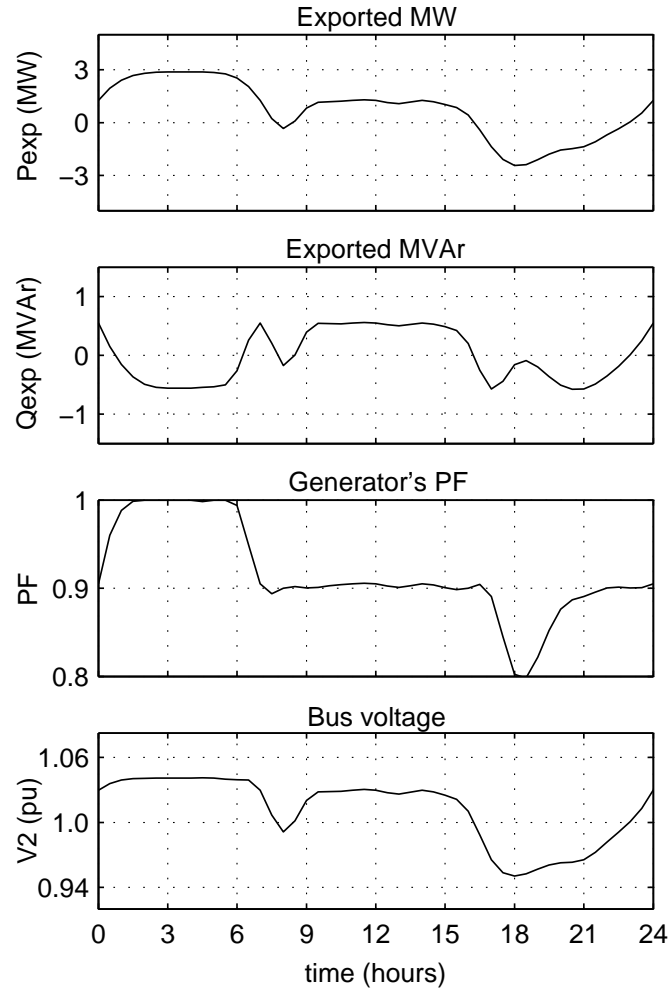 Exported MW
3
0
−3
Pexp (MW)
Exported MVAr
1
0
−1
Qexp (MVAr)
Generator’s PF
1
0.9
0.8
PF
Bus voltage
1.06
1.0
0.94
V2 (pu)
0 3 6 9 12 15 18 21 24
time (hours)